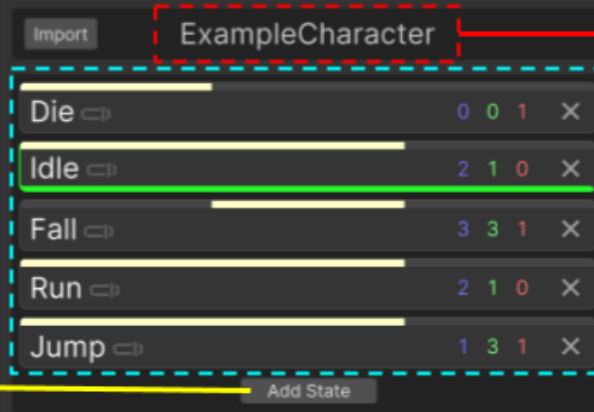 Import ExampleCharacter
Die 0 0 1 ✕
Idle 2 1 0 ✕
Fall 3 3 1 ✕
Run 2 1 0 ✕
Jump 1 3 1 ✕
Add State